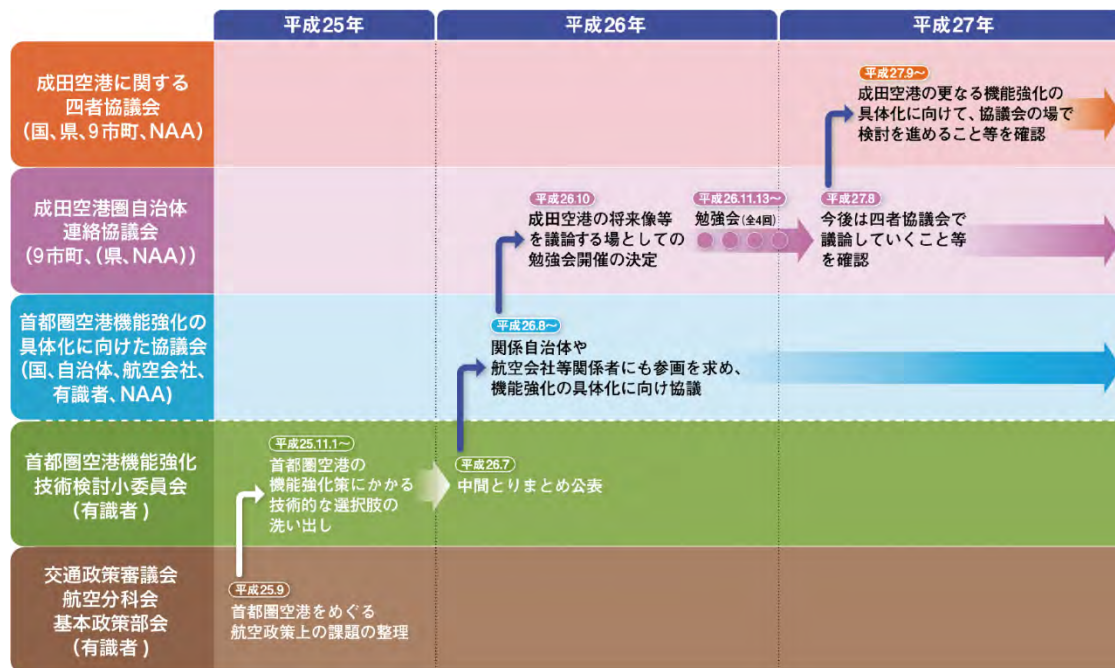 平成25年
平成26年
平成27年
成田空港に関する
四者協議会
(国、県、9市町、NAA)
平成27.9～
成田空港の更なる機能強化の
具体化に向けて、協議会の場で
検討を進めること等を確認
成田空港圏自治体
連絡協議会
(9市町、(県、NAA))
平成26.10
成田空港の将来像等
を議論する場としての
勉強会開催の決定
平成26.11.13～
勉強会(全4回)
平成27.8
今後は四者協議会で
議論していくこと等
を確認
首都圏空港機能強化の
具体化に向けた協議会
(国、自治体、航空会社、
有識者、NAA)
平成26.8～
関係自治体や
航空会社等関係者にも参画を求め、
機能強化の具体化に向け協議
首都圏空港機能強化
技術検討小委員会
(有識者)
平成25.11.1～
首都圏空港の
機能強化策にかかる
技術的な選択肢の
洗い出し
平成26.7
中間とりまとめ公表
交通政策審議会
航空分科会
基本政策部会
(有識者)
平成25.9
首都圏空港をめぐる
航空政策上の課題の整理